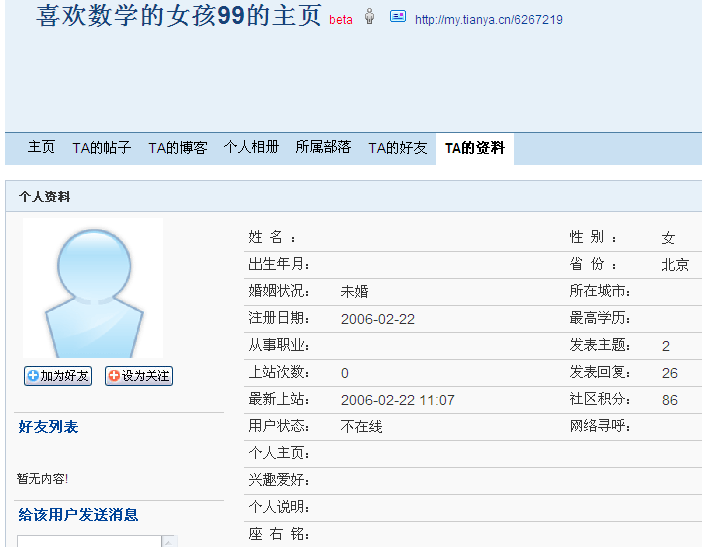 喜欢数学的女孩99的主页 beta http://my.tianya.cn/6267219
主页 TA的帖子 TA的博客 个人相册 所属部落 TA的好友 TA的资料
个人资料
姓 名 ： 性 别 ： 女
出生年月： 省 份 ： 北京
婚姻状况： 未婚 所在城市：
注册日期： 2006-02-22 最高学历：
从事职业： 发表主题： 2
上站次数： 0 发表回复： 26
最新上站： 2006-02-22 11:07 社区积分： 86
用户状态： 不在线 网络寻呼：
个人主页：
兴趣爱好：
个人说明：
座 右 铭：
加为好友 设为关注
好友列表
暂无内容!
给该用户发送消息